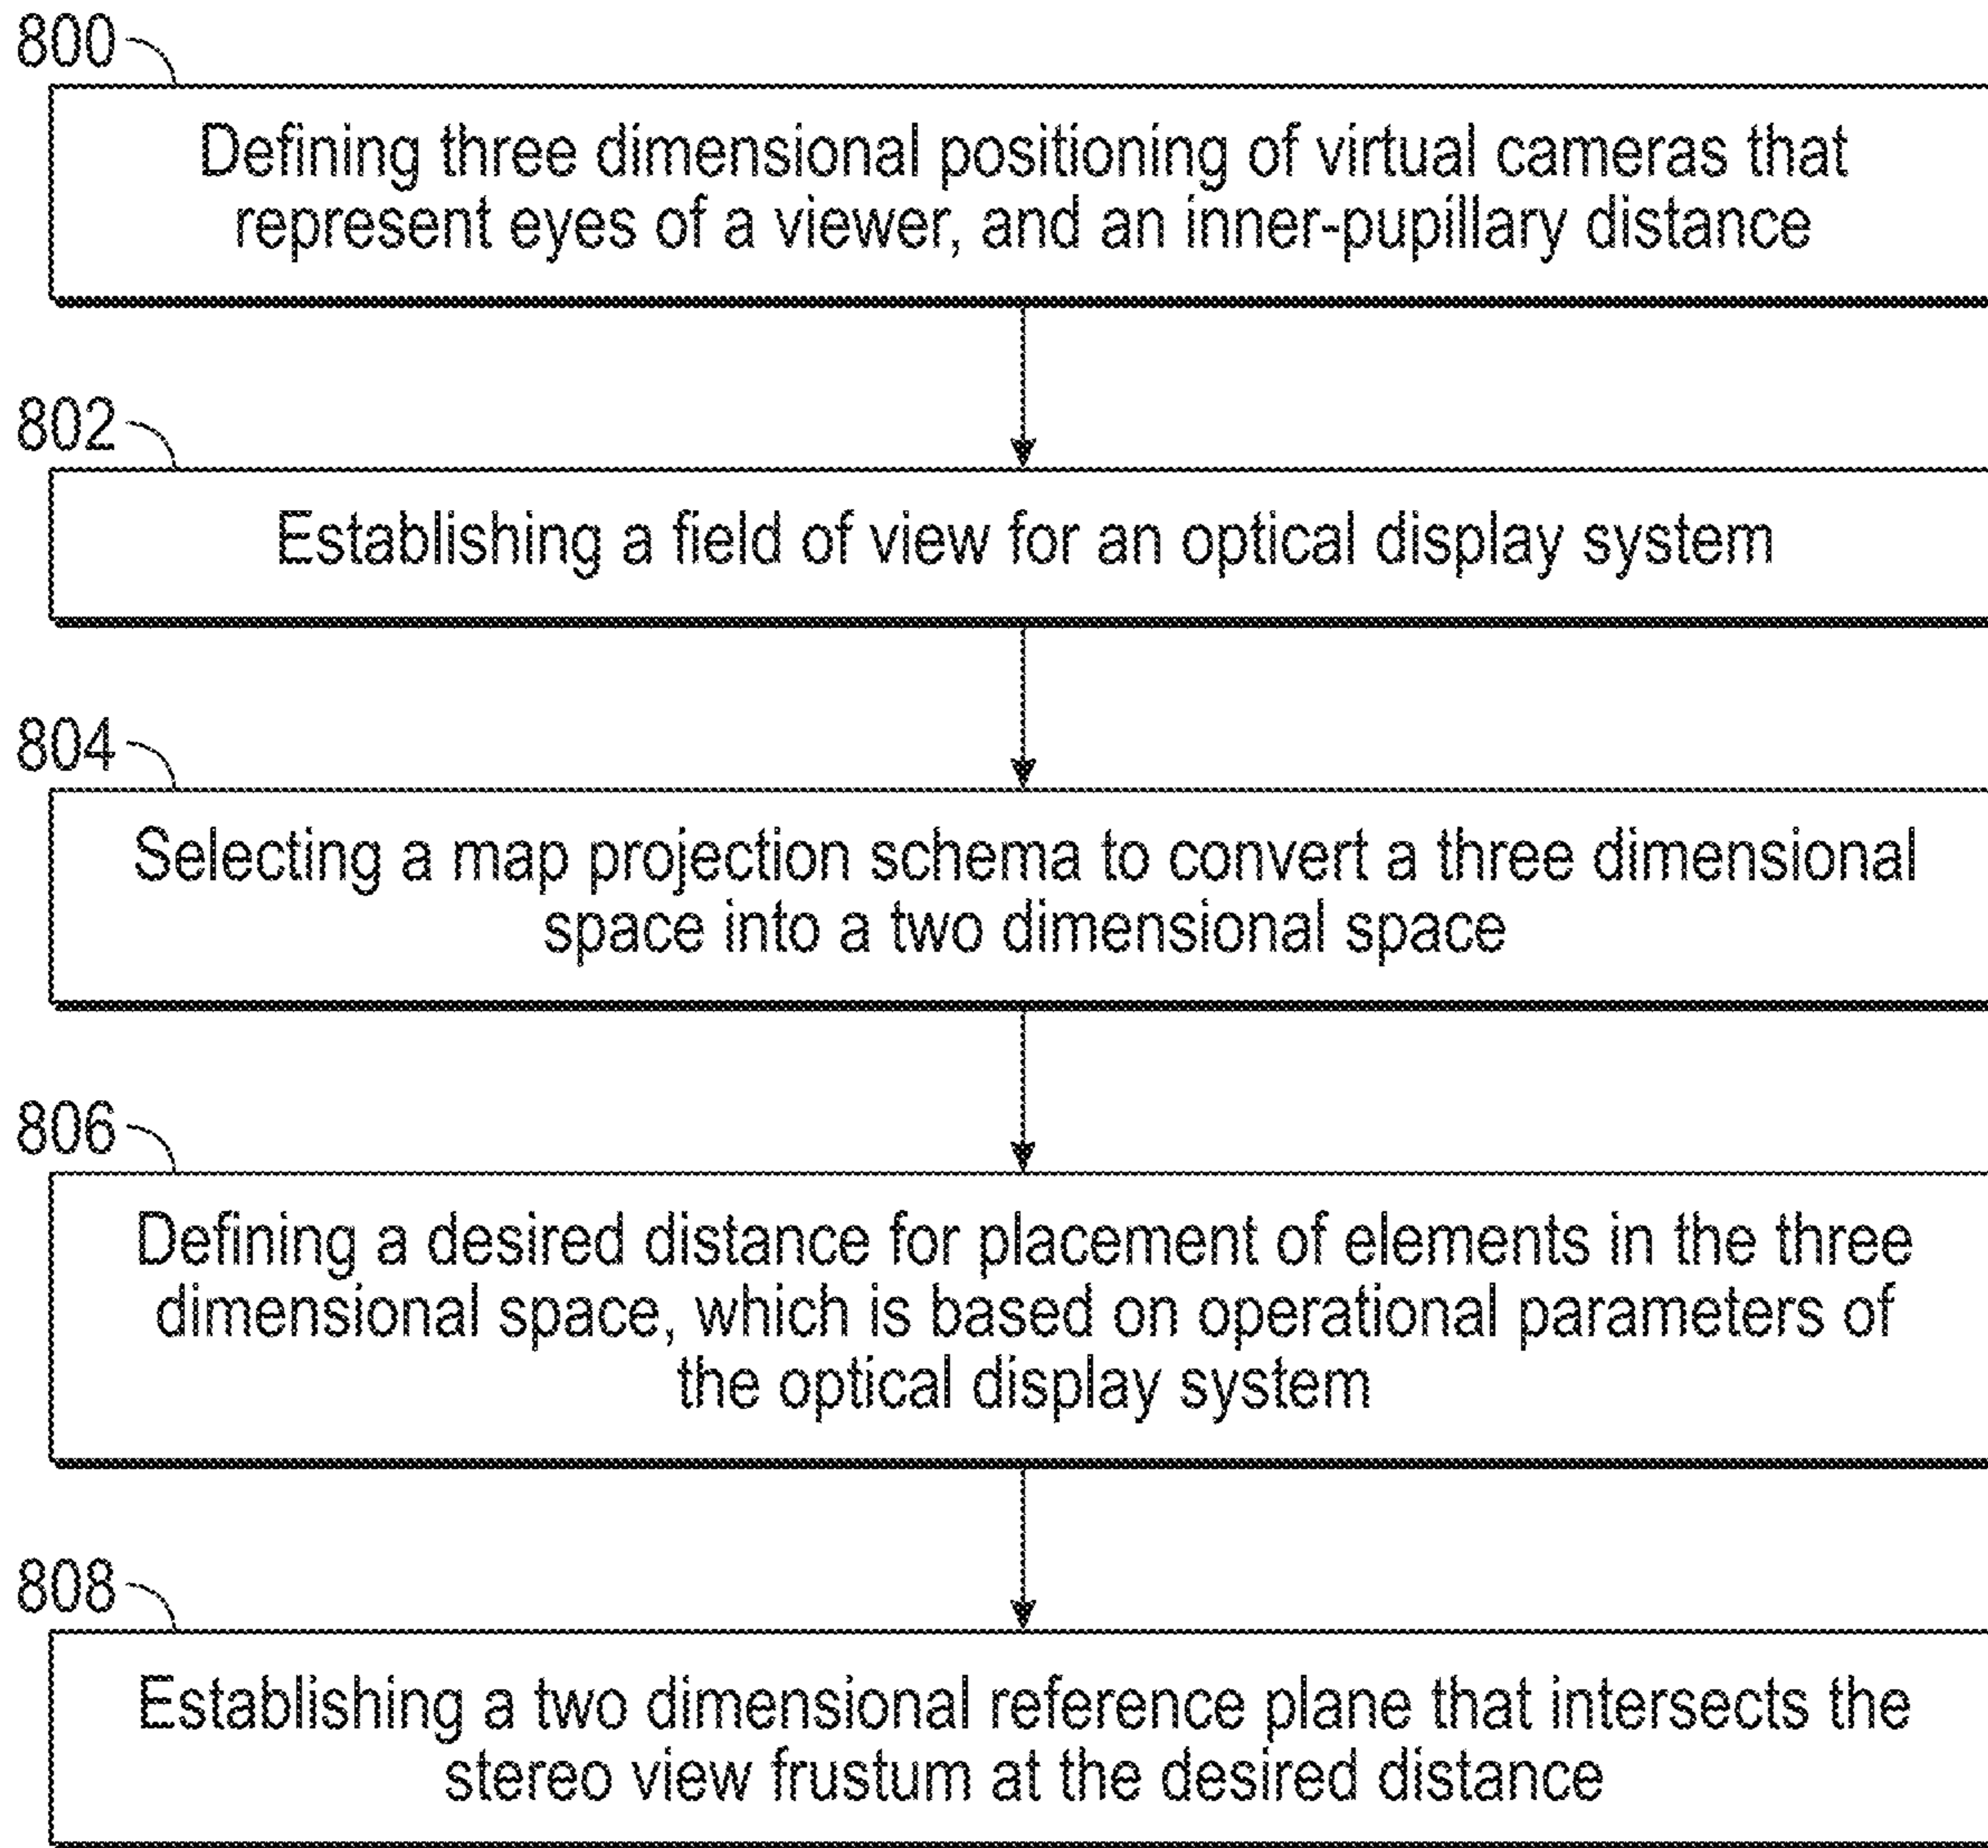 800
Defining three dimensional positioning of virtual cameras that
represent eyes of a viewer, and an inner-pupillary distance
802
Establishing a field of view for an optical display system
804
Selecting a map projection schema to convert a three dimensional
space into a two dimensional space
806
Defining a desired distance for placement of elements in the three
dimensional space, which is based on operational parameters of
the optical display system
808
Establishing a two dimensional reference plane that intersects the
stereo view frustum at the desired distance